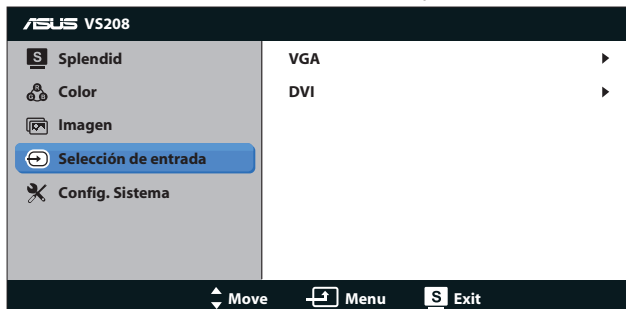 ASUS VS208
S Splendid
Color
Imagen
Selección de entrada
Config. Sistema
VGA
DVI
Move Menu S Exit